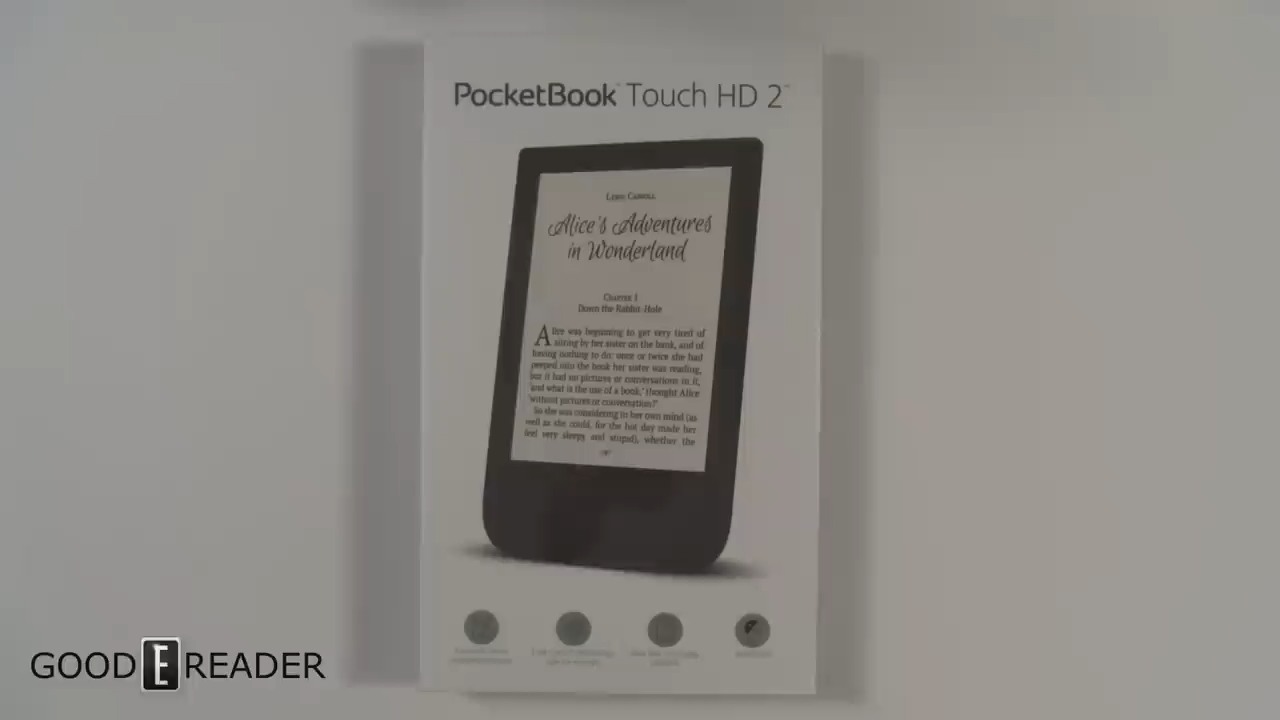 PocketBook Touch HD 2™
Lewis Carroll
Alice's Adventures
in Wonderland
Chapter 1
Down the Rabbit-Hole
Alice was beginning to get very tired of
sitting by her sister on the bank, and of
having nothing to do: once or twice she had
peeped into the book her sister was reading,
but it had no pictures or conversations in it,
'and what is the use of a book,' thought Alice
'without pictures or conversation?'
So she was considering in her own mind (as
well as she could, for the hot day made her
feel very sleepy and stupid), whether the
GOOD E READER